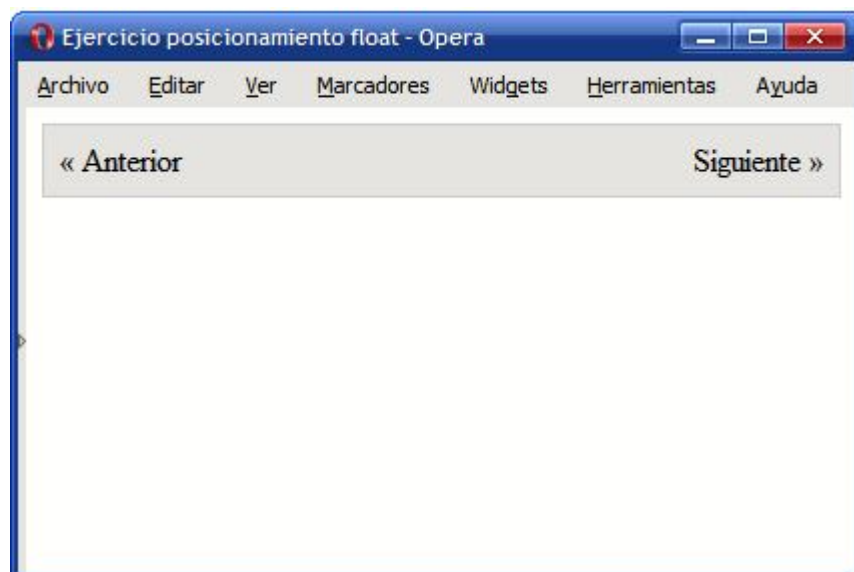 Ejercicio posicionamiento float - Opera
Archivo Editar Ver Marcadores Widgets Herramientas Ayuda
« Anterior Siguiente »